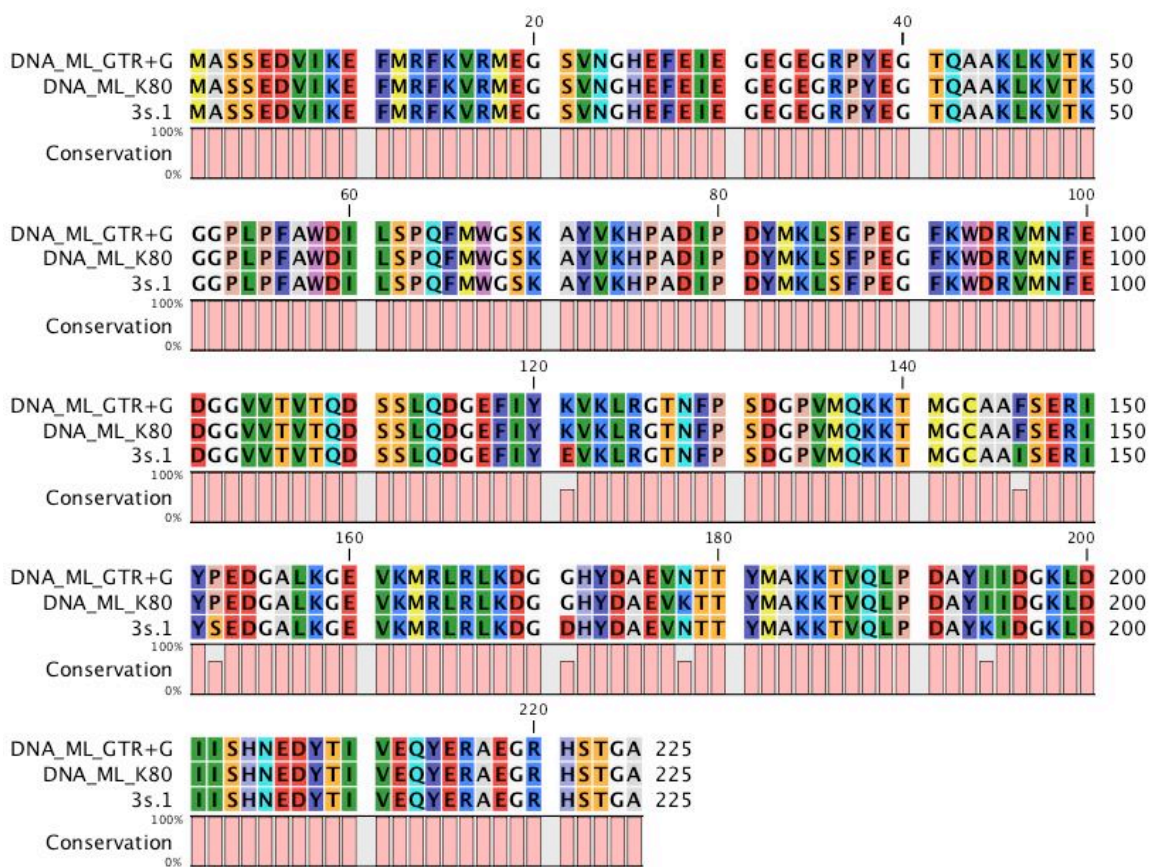 20 40
DNA_ML_GTR+G MASSEDVIKE FMRFKVRMEG SVNGHEFEIE GEGEGRPYEG TQAAKLKVTK 50
DNA_ML_K80 MASSEDVIKE FMRFKVRMEG SVNGHEFEIE GEGEGRPYEG TQAAKLKVTK 50
3s.1 MASSEDVIKE FMRFKVRMEG SVNGHEFEIE GEGEGRPYEG TQAAKLKVTK 50
100%
Conservation
0%
60 80 100
DNA_ML_GTR+G GGPLPFAWDI LSPQFMWGSK AYVKHPADIP DYMKLSFPEG FKWDRVMNFE 100
DNA_ML_K80 GGPLPFAWDI LSPQFMWGSK AYVKHPADIP DYMKLSFPEG FKWDRVMNFE 100
3s.1 GGPLPFAWDI LSPQFMWGSK AYVKHPADIP DYMKLSFPEG FKWDRVMNFE 100
100%
Conservation
0%
120 140
DNA_ML_GTR+G DGGVVTVTQD SSLQDGEFIY KVKLRGTNFP SDGPVMQKKT MGCAAFSERI 150
DNA_ML_K80 DGGVVTVTQD SSLQDGEFIY KVKLRGTNFP SDGPVMQKKT MGCAAFSERI 150
3s.1 DGGVVTVTQD SSLQDGEFIY EVKLRGTNFP SDGPVMQKKT MGCAAISERI 150
100%
Conservation
0%
160 180 200
DNA_ML_GTR+G YPEDGALKGE VKMRLRLKDG GHYDAEVNTT YMAKKTVQLP DAYIIDGKLD 200
DNA_ML_K80 YPEDGALKGE VKMRLRLKDG GHYDAEVKTT YMAKKTVQLP DAYIIDGKLD 200
3s.1 YSEDGALKGE VKMRLRLKDG DHYDAEVNTT YMAKKTVQLP DAYKIDGKLD 200
100%
Conservation
0%
220
DNA_ML_GTR+G IISHNEDYTI VEQYERAEGR HSTGA 225
DNA_ML_K80 IISHNEDYTI VEQYERAEGR HSTGA 225
3s.1 IISHNEDYTI VEQYERAEGR HSTGA 225
100%
Conservation
0%